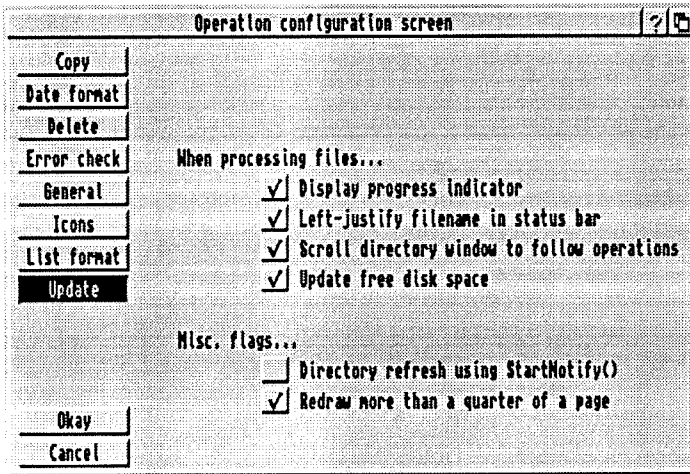 Operation configuration screen
?
Copy
Date format
Delete
Error check
General
Icons
List format
Update
Okay
Cancel
When processing files...
Display progress indicator
Left-justify filename in status bar
Scroll directory window to follow operations
Update free disk space
Misc. flags...
Directory refresh using StartNotify()
Redraw more than a quarter of a page